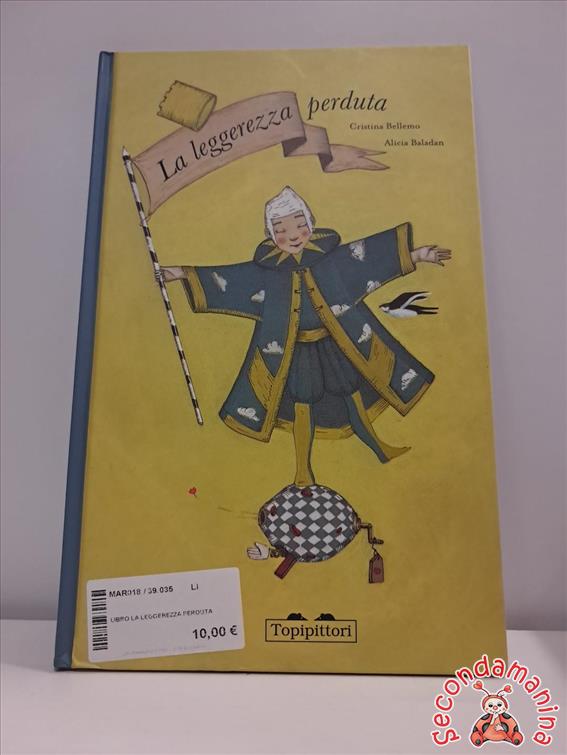 La leggerezza perduta
Cristina Bellemo
Alicia Baladan
MAR018 / 39.035 Li
LIBRO LA LEGGEREZZA PERDUTA
10,00 €
Topipittori
Secondamanina